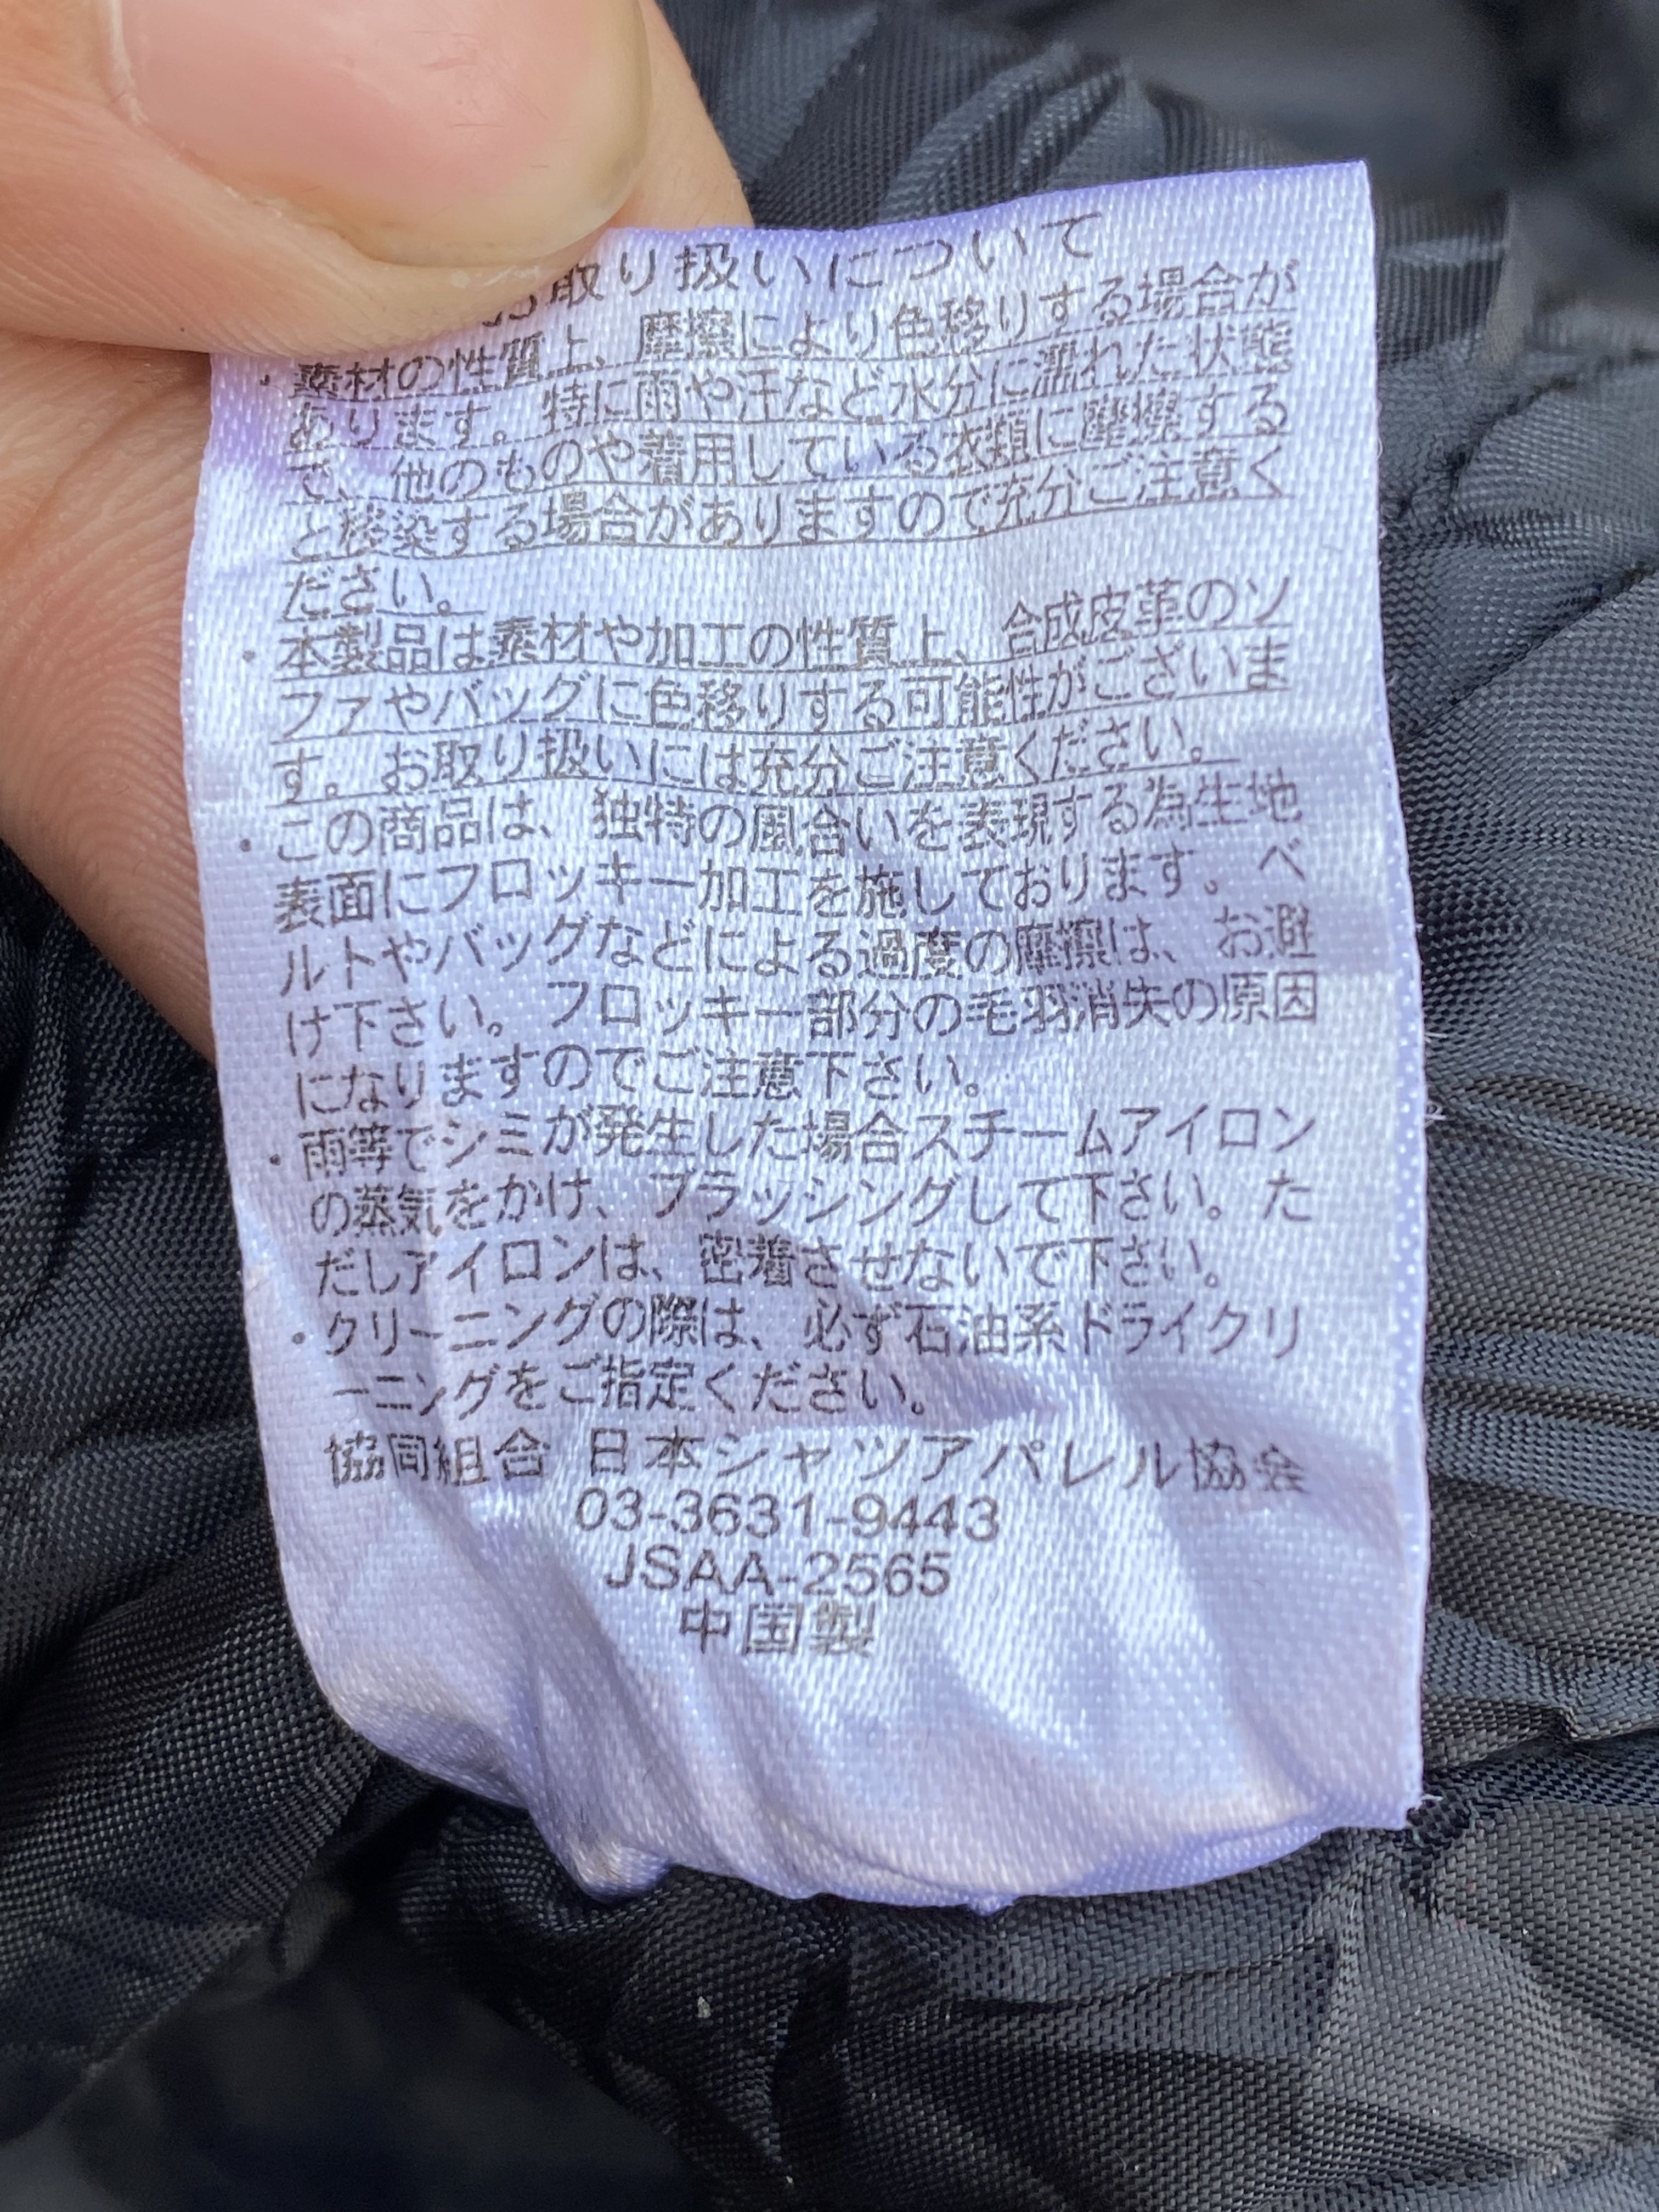 お取り扱いについて
・素材の性質上、摩擦により色移りする場合が
あります。特に雨や汗など水分に濡れた状態
で、他のものや着用している衣類に摩擦する
と移染する場合がありますので充分ご注意く
ださい。
・本製品は素材や加工の性質上、合成皮革のソ
ファやバッグに色移りする可能性がございま
す。お取り扱いには充分ご注意ください。
・この商品は、独特の風合いを表現する為生地
表面にフロッキー加工を施しております。ベ
ルトやバッグなどによる過度の摩擦は、お避
け下さい。フロッキー部分の毛羽消失の原因
になりますのでご注意下さい。
・雨等でシミが発生した場合スチームアイロン
の蒸気をかけ、ブラッシングして下さい。た
だしアイロンは、密着させないで下さい。
・クリーニングの際は、必ず石油系ドライクリ
ーニングをご指定ください。
協同組合 日本シャツアパレル協会
03-3631-9443
JSAA-2565
中国製